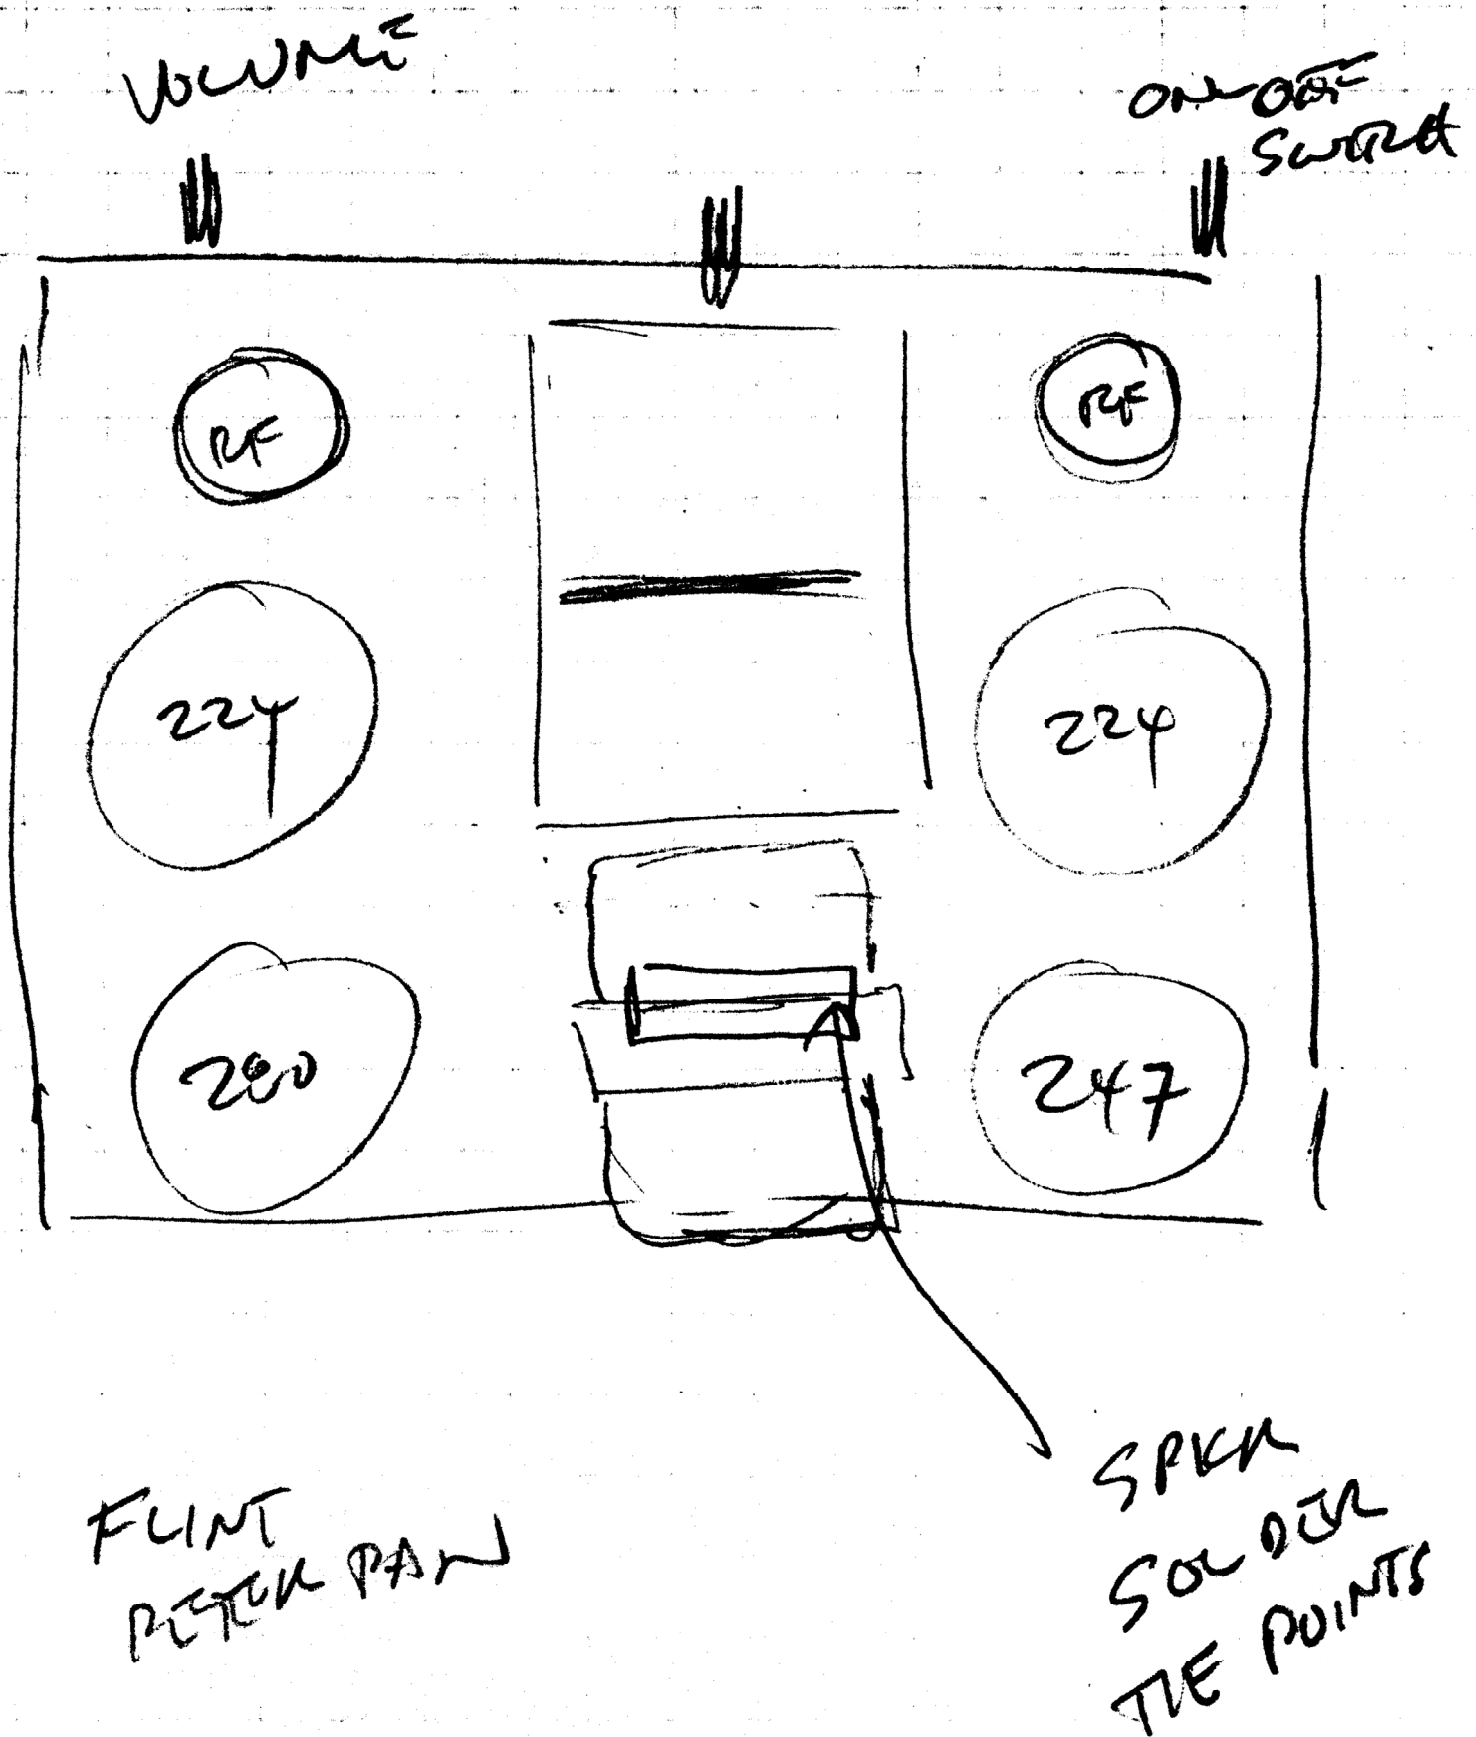 VOLUME
ON-OFF
SWITCH
RF
RF
224
224
280
247
FLINT
PETER PAN
SPKR
SOLDER
TIE POINTS